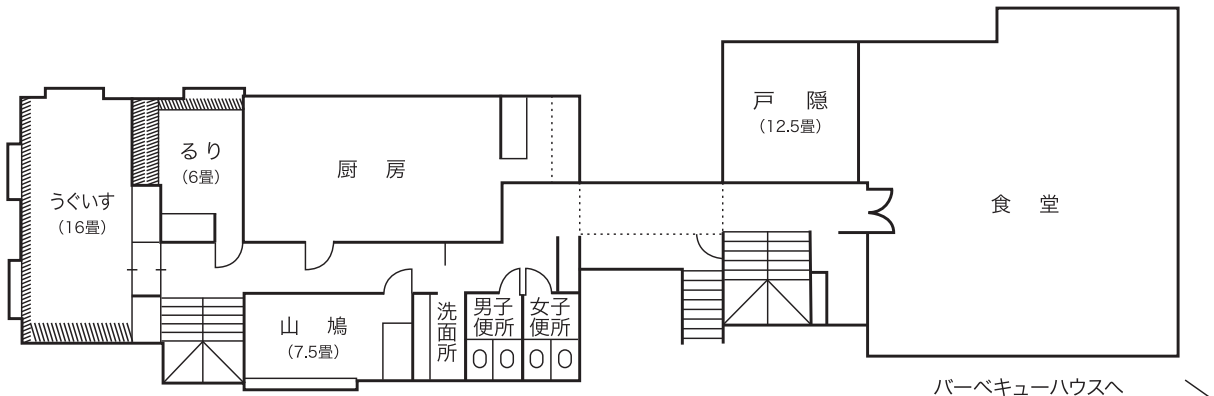 戸　隠
(12.5畳)
るり
(6畳)
厨　房
うぐいす
(16畳)
食　堂
山　鳩
(7.5畳)
洗面所
男子
便所
女子
便所
バーベキューハウスへ